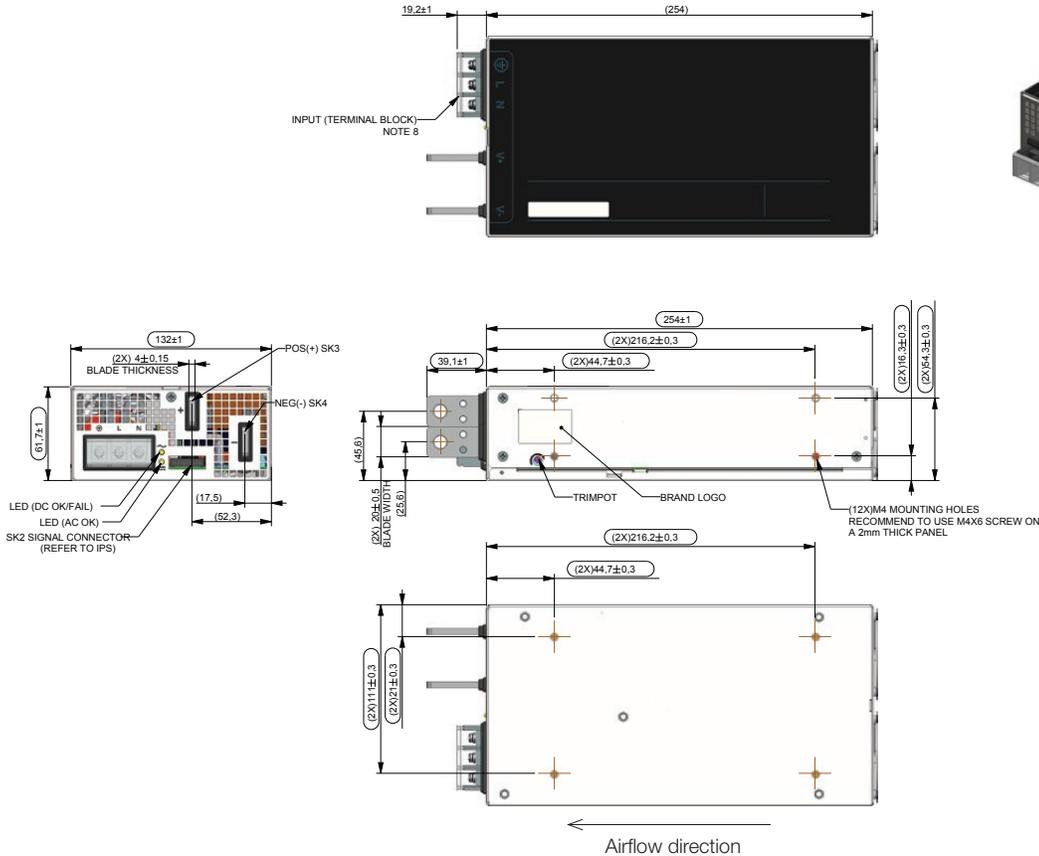 19,2±1
(254)
⏚ L N V+ V-
INPUT (TERMINAL BLOCK)
NOTE 8
132±1
(2X) 4±0,15
BLADE THICKNESS
POS(+) SK3
NEG(-) SK4
61,7±1
+
-
⏚ L N
LED (DC OK/FAIL)
LED (AC OK)
SK2 SIGNAL CONNECTOR
(REFER TO IPS)
(17,5)
(52,3)
254±1
(2X)216,2±0,3
39,1±1
(2X)44,7±0,3
(2X)16,3±0,3
(2X)54,3±0,3
(45,6)
(2X) 20±0,5
BLADE WIDTH
(25,6)
TRIMPOT
BRAND LOGO
(12X)M4 MOUNTING HOLES
RECOMMEND TO USE M4X6 SCREW ON
A 2mm THICK PANEL
(2X)216,2±0,3
(2X)44,7±0,3
(2X)111±0,3
(2X)21±0,3
Airflow direction